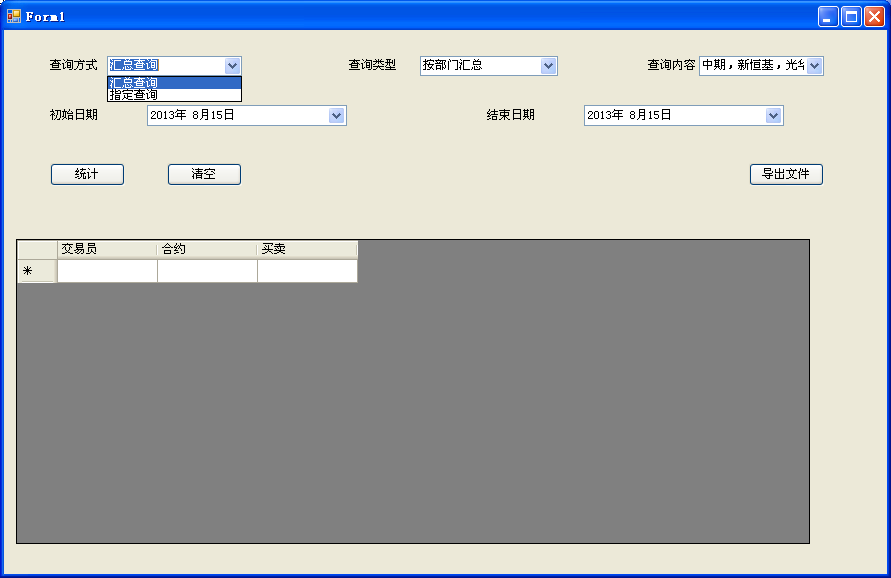 Form1
查询方式 汇总查询 查询类型 按部门汇总 查询内容 中期，新恒基，光
汇总查询
指定查询
初始日期 2013年 8月15日 结束日期 2013年 8月15日
统计 清空 导出文件
交易员 合约 买卖
*